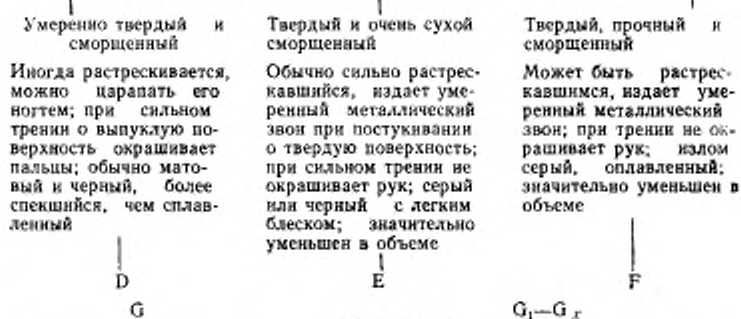 Умеренно твердый и
сморщенный
Иногда растрескивается,
можно царапать его
ногтем; при сильном
трении о выпуклую по-
верхность окрашивает
пальцы; обычно мато-
вый и черный, более
спекшийся, чем сплав-
ленный
D
Твердый и очень сухой
сморщенный
Обычно сильно растрес-
кавшийся, издает уме-
ренный металлический
звон при постукивании
о твердую поверхность;
при сильном трении не
окрашивает рук; серый
или черный с легким
блеском; значительно
уменьшен в объеме
E
Твердый, прочный и
сморщенный
Может быть растрес-
кавшимся, издает уме-
ренный металлический
звон; при трении не ок-
рашивает рук; излом
серый, оплавленный;
значительно уменьшен в
объеме
F
G
G₁—Gₓ